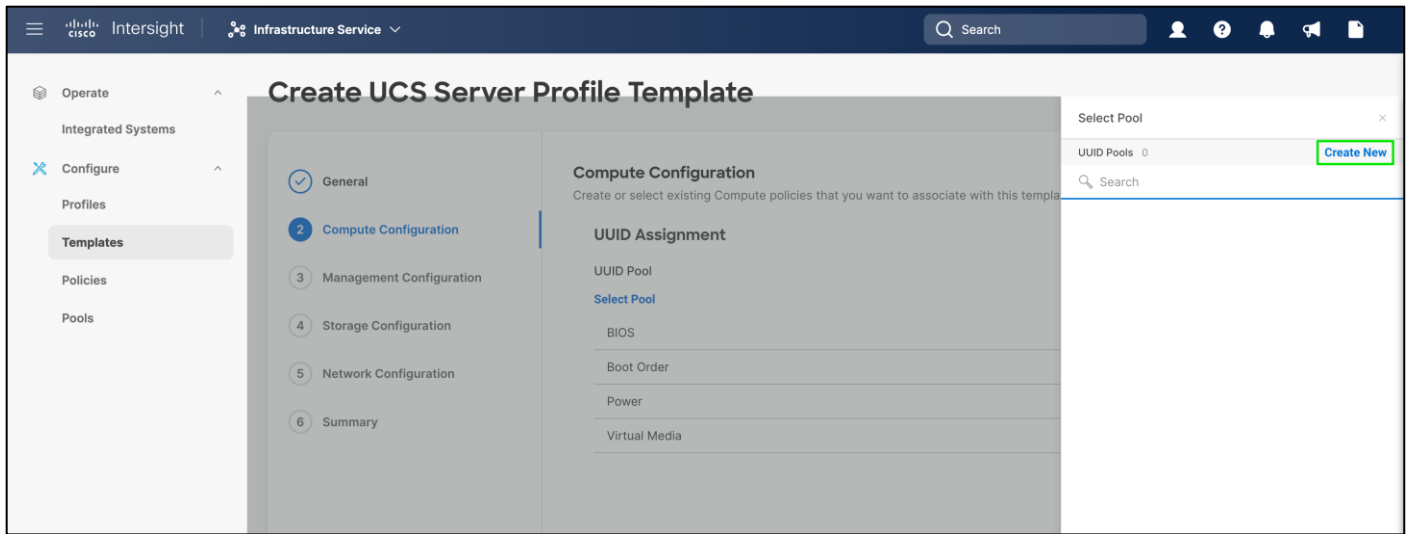 cisco Intersight Infrastructure Service Search
Operate
Integrated Systems
Configure
Profiles
Templates
Policies
Pools
Create UCS Server Profile Template
General
2 Compute Configuration
3 Management Configuration
4 Storage Configuration
5 Network Configuration
6 Summary
Compute Configuration
Create or select existing Compute policies that you want to associate with this templa
UUID Assignment
UUID Pool
Select Pool
BIOS
Boot Order
Power
Virtual Media
Select Pool
UUID Pools 0 Create New
Search